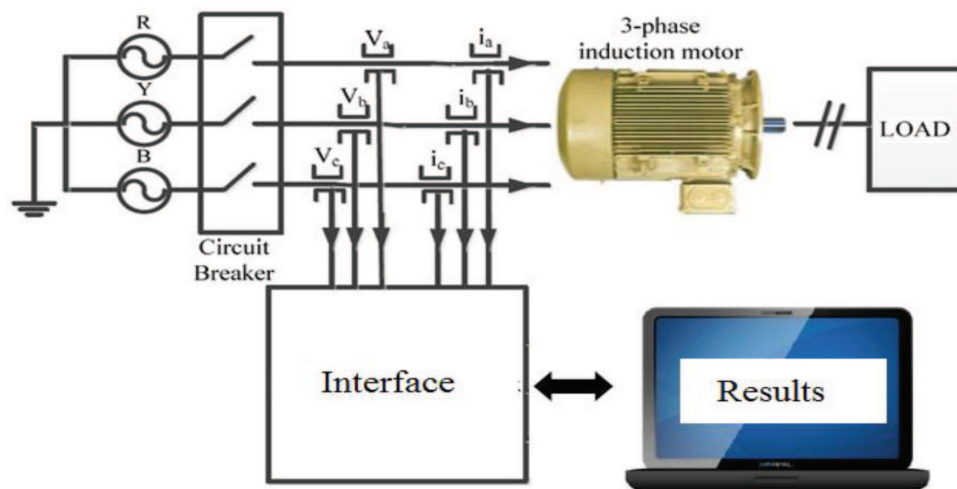 R
Y
B
Circuit
Breaker
Va
Vb
Vc
ia
ib
ic
3-phase
induction motor
LOAD
Interface
Results